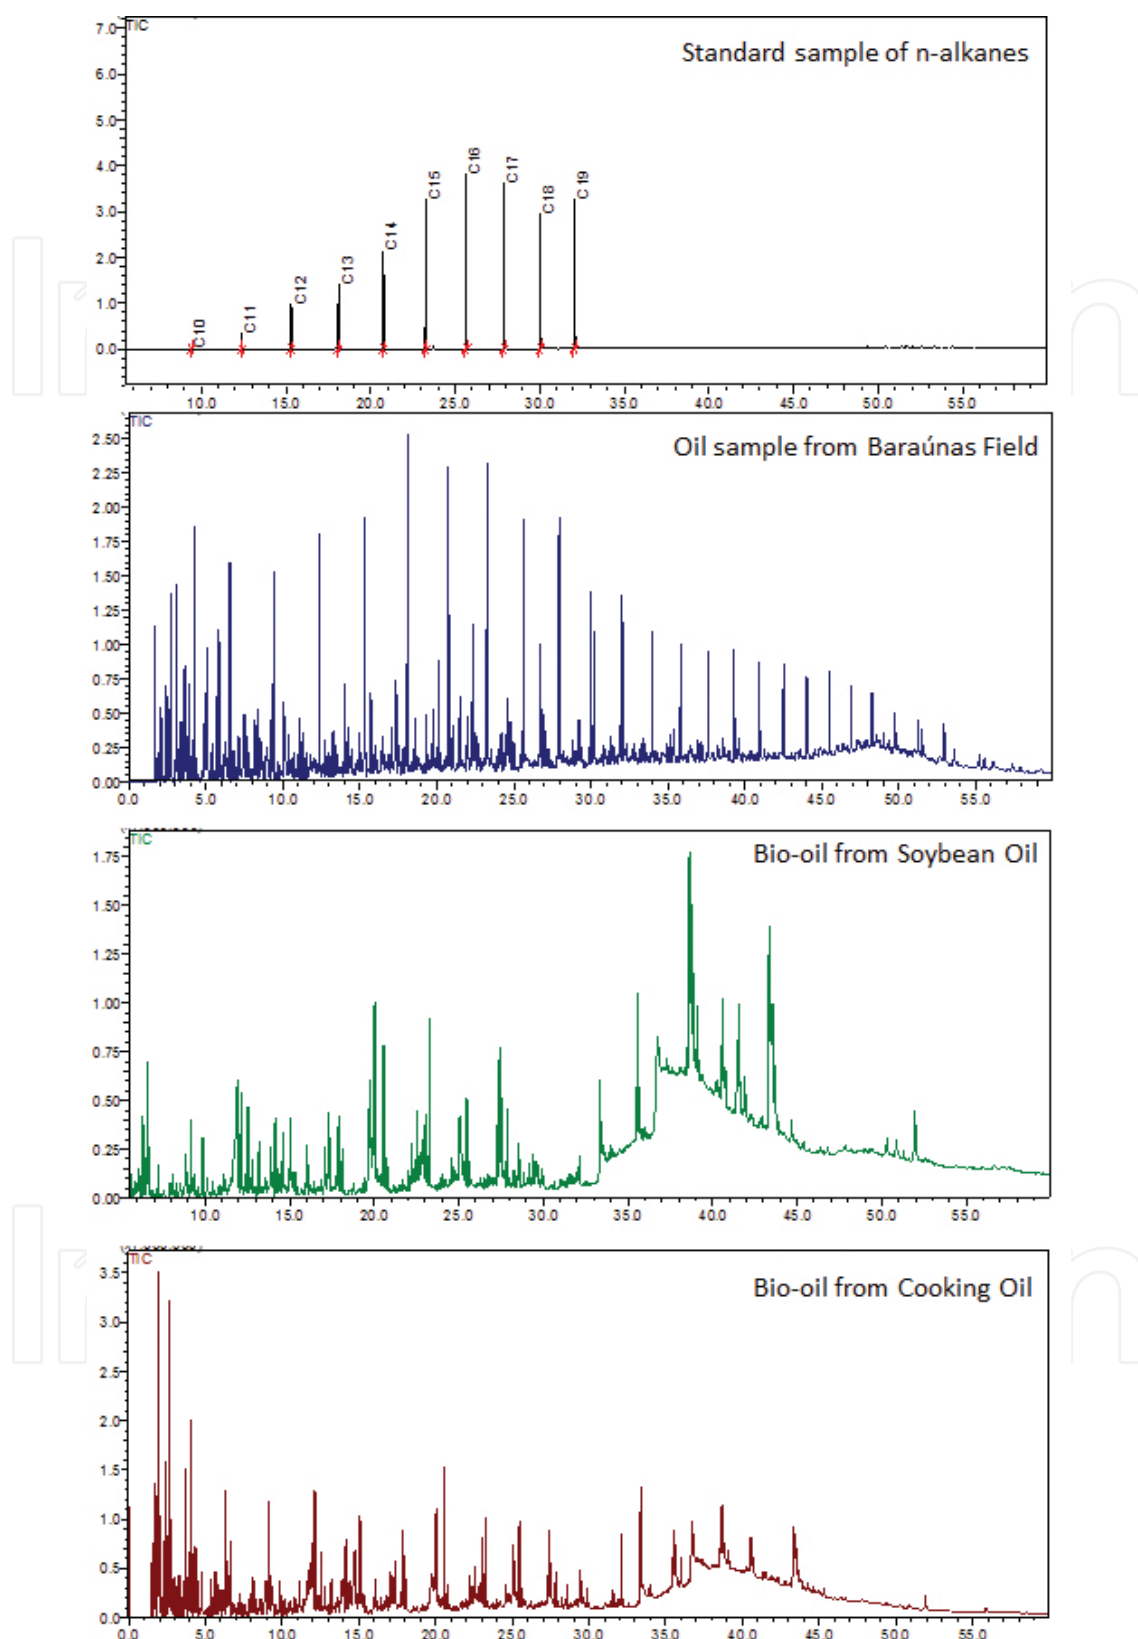 TIC
Standard sample of n-alkanes
7.0
6.0
5.0
4.0
3.0
2.0
1.0
0.0
C10
C11
C12
C13
C14
C15
C16
C17
C18
C19
10.0 15.0 20.0 25.0 30.0 35.0 40.0 45.0 50.0 55.0
TIC
Oil sample from Baraúnas Field
2.50
2.25
2.00
1.75
1.50
1.25
1.00
0.75
0.50
0.25
0.00
0.0 5.0 10.0 15.0 20.0 25.0 30.0 35.0 40.0 45.0 50.0 55.0
TIC
Bio-oil from Soybean Oil
1.75
1.50
1.25
1.00
0.75
0.50
0.25
0.00
10.0 15.0 20.0 25.0 30.0 35.0 40.0 45.0 50.0 55.0
TIC
Bio-oil from Cooking Oil
3.5
3.0
2.5
2.0
1.5
1.0
0.5
0.0
0.0 5.0 10.0 15.0 20.0 25.0 30.0 35.0 40.0 45.0 50.0 55.0